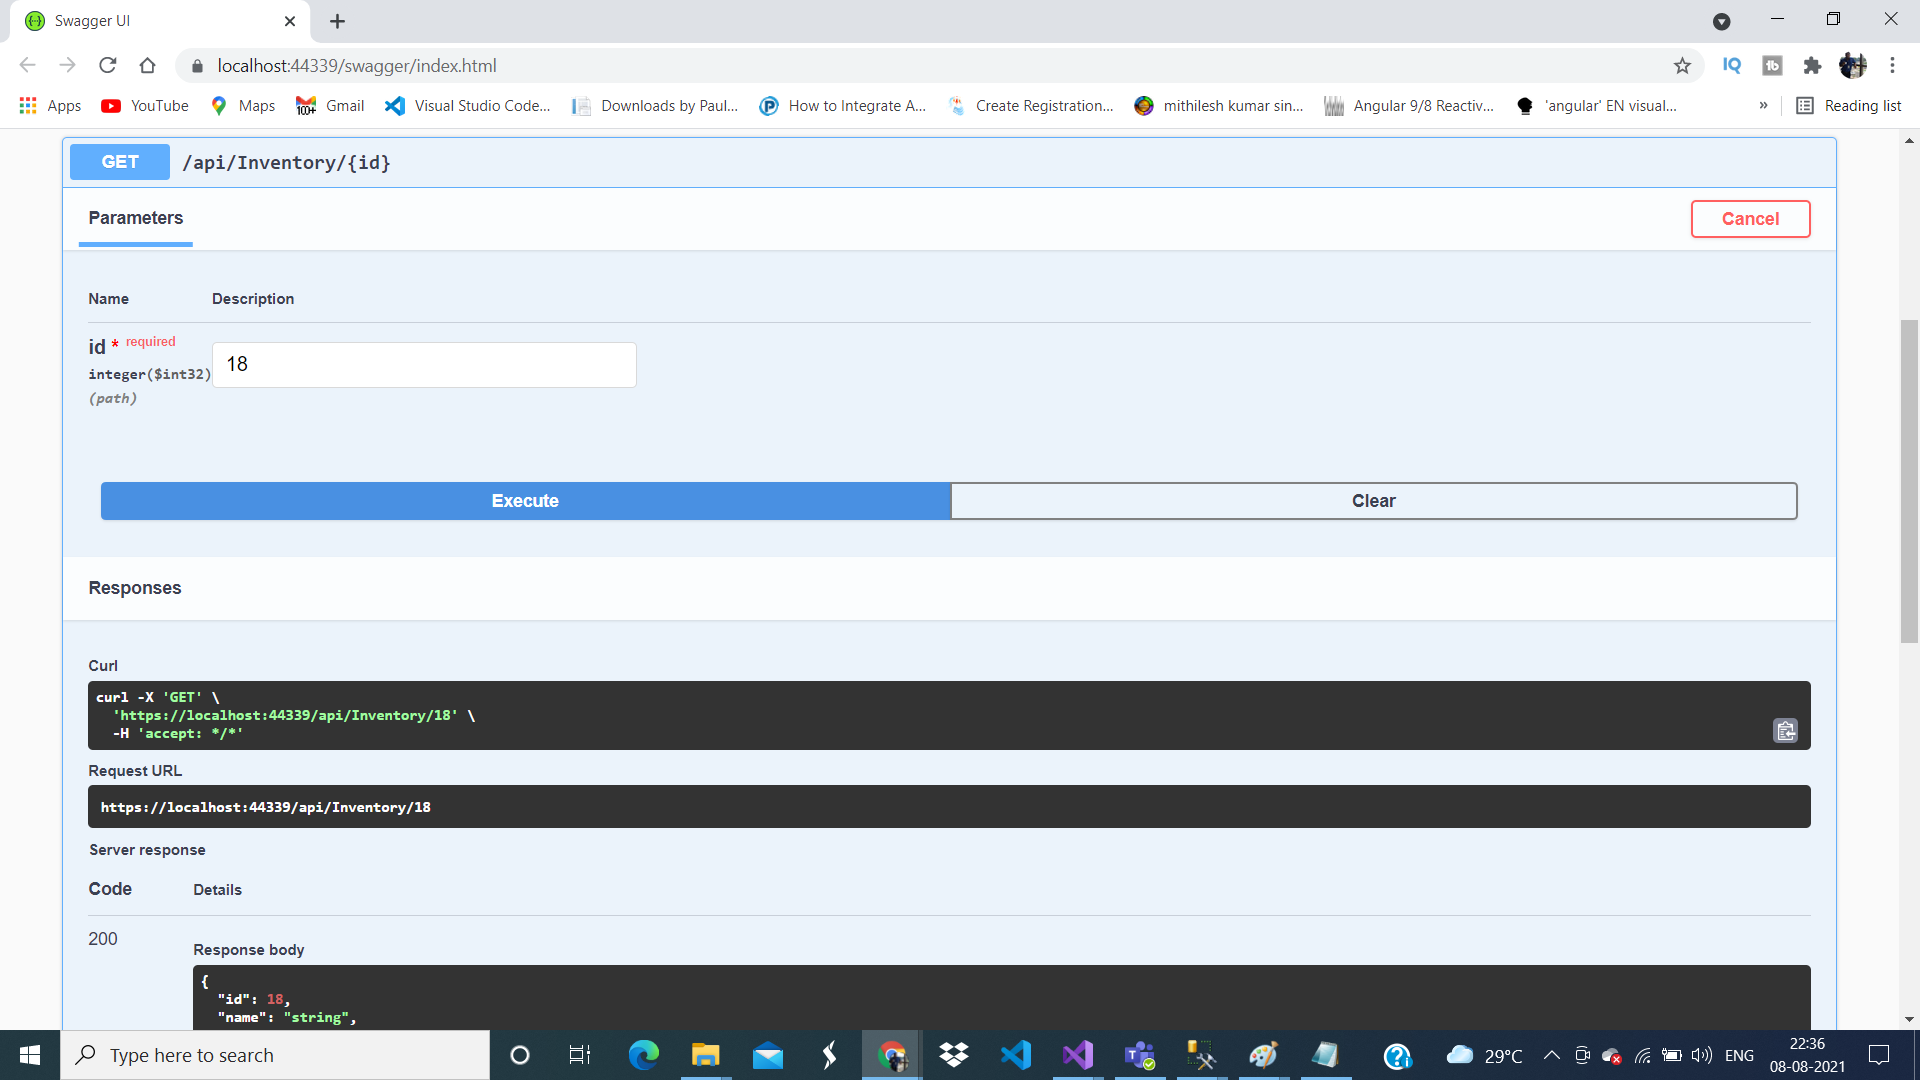 Swagger UI
localhost:44339/swagger/index.html
Apps
YouTube
Maps
100+
Gmail
Visual Studio Code...
Downloads by Paul...
How to Integrate A...
Create Registration...
mithilesh kumar sin...
Angular 9/8 Reactiv...
'angular' EN visual...
»
Reading list
IQ
tb
GET /api/Inventory/{id}
Parameters
Cancel
Name Description
id * required
integer($int32)
(path)
18
Execute
Clear
Responses
Curl
curl -X 'GET' \
'https://localhost:44339/api/Inventory/18' \
-H 'accept: */*'
Request URL
https://localhost:44339/api/Inventory/18
Server response
Code Details
200
Response body
{
"id": 18,
"name": "string",
Type here to search
29°C
ENG
22:36
08-08-2021